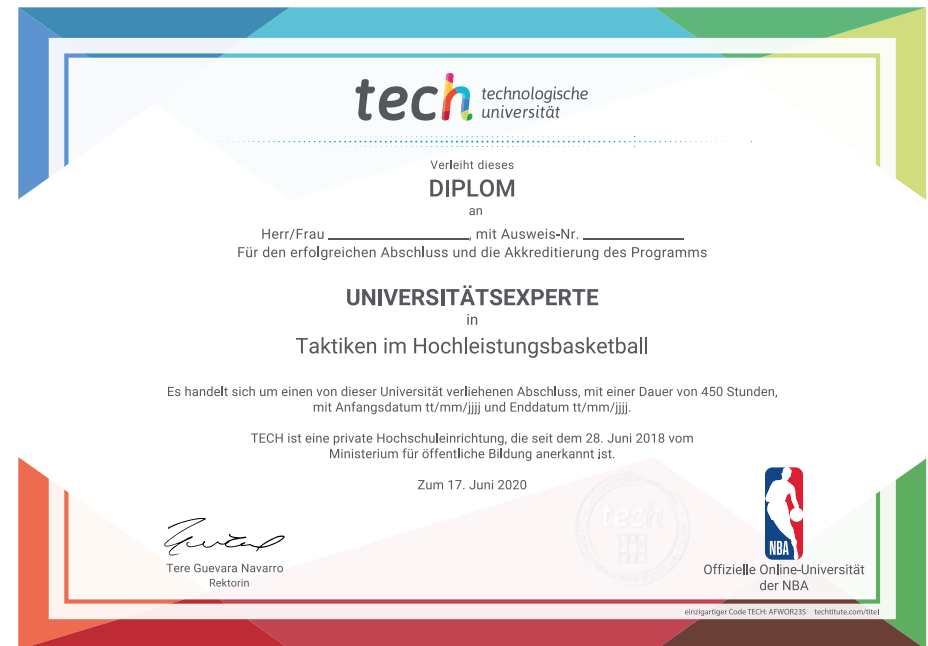 tech technologische
universität
Verleiht dieses
DIPLOM
an
Herr/Frau ____________, mit Ausweis-Nr. ____________
Für den erfolgreichen Abschluss und die Akkreditierung des Programms
UNIVERSITÄTSEXPERTE
in
Taktiken im Hochleistungsbasketball
Es handelt sich um einen von dieser Universität verliehenen Abschluss, mit einer Dauer von 450 Stunden,
mit Anfangsdatum tt/mm/jjjj und Enddatum tt/mm/jjjj.
TECH ist eine private Hochschuleinrichtung, die seit dem 28. Juni 2018 vom
Ministerium für öffentliche Bildung anerkannt ist.
Zum 17. Juni 2020
tech
Tere Guevara Navarro
Rektorin
NBA
Offizielle Online-Universität
der NBA
einzigartiger Code TECH: AFWOR23S techtitute.com/titel